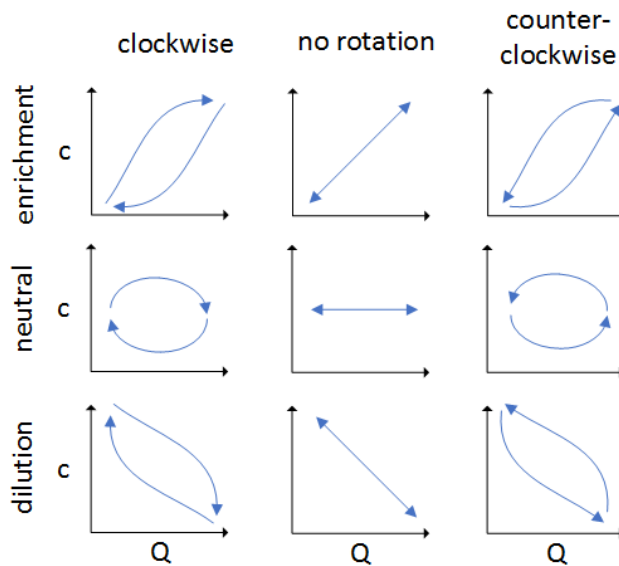 clockwise
no rotation
counter-
clockwise
enrichment
c
neutral
c
dilution
c
Q
Q
Q